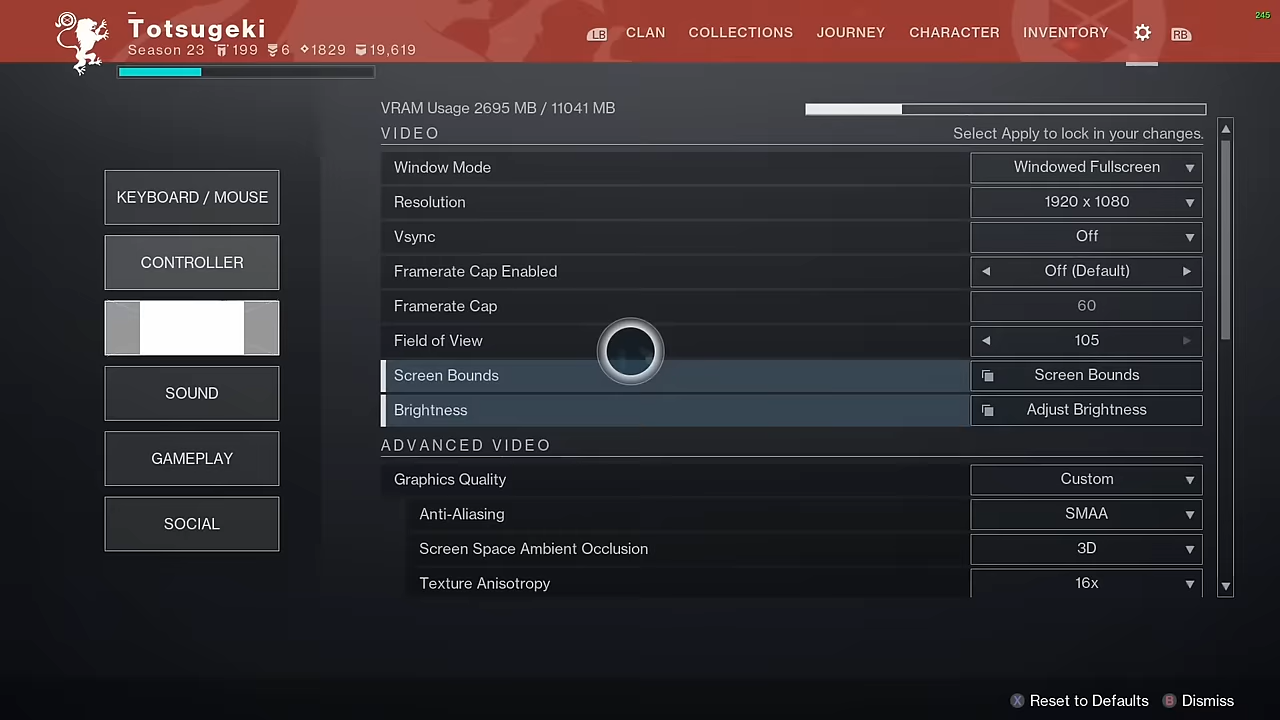 245
Totsugeki
Season 23 199 6 1829 19,619
LB CLAN COLLECTIONS JOURNEY CHARACTER INVENTORY RB
VRAM Usage 2695 MB / 11041 MB
VIDEO Select Apply to lock in your changes.
Window Mode Windowed Fullscreen
Resolution 1920 x 1080
Vsync Off
Framerate Cap Enabled Off (Default)
Framerate Cap 60
Field of View 105
Screen Bounds Screen Bounds
Brightness Adjust Brightness
ADVANCED VIDEO
Graphics Quality Custom
Anti-Aliasing SMAA
Screen Space Ambient Occlusion 3D
Texture Anisotropy 16x
KEYBOARD / MOUSE
CONTROLLER
SOUND
GAMEPLAY
SOCIAL
X Reset to Defaults B Dismiss